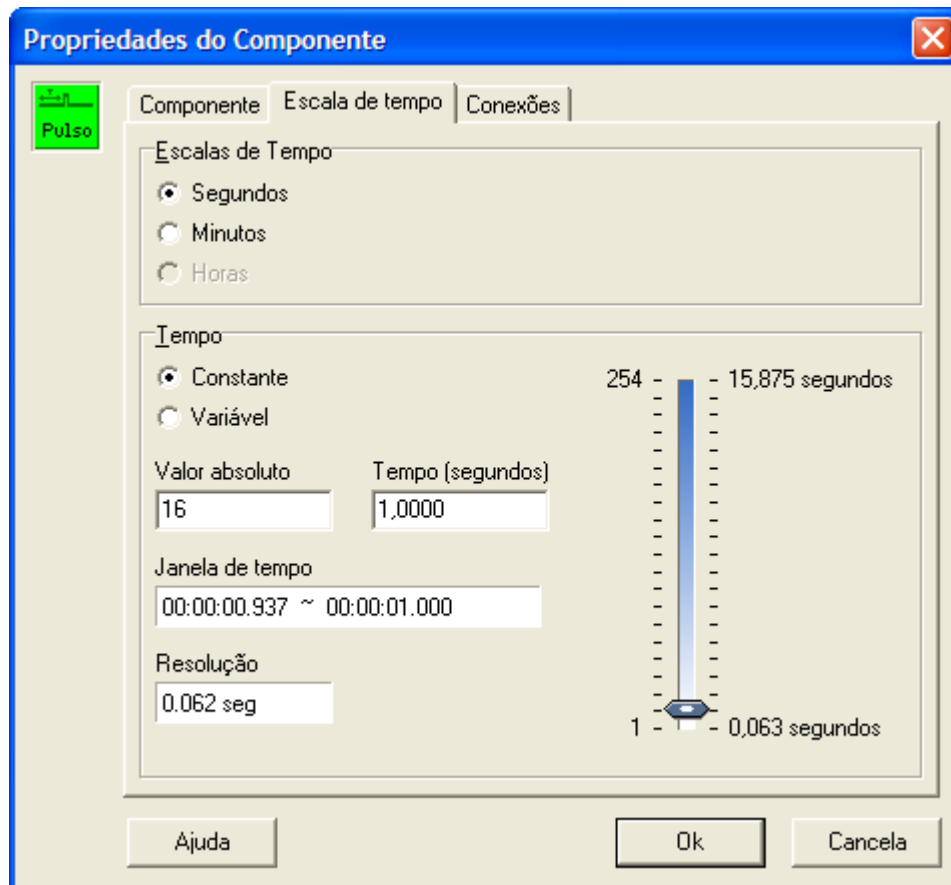 Propriedades do Componente
Pulso
Componente Escala de tempo Conexões
Escalas de Tempo
Segundos
Minutos
Horas
Tempo
Constante
Variável
254 15,875 segundos
Valor absoluto Tempo (segundos)
16 1,0000
Janela de tempo
00:00:00.937 ~ 00:00:01.000
Resolução
0.062 seg
1 0,063 segundos
Ajuda Ok Cancela